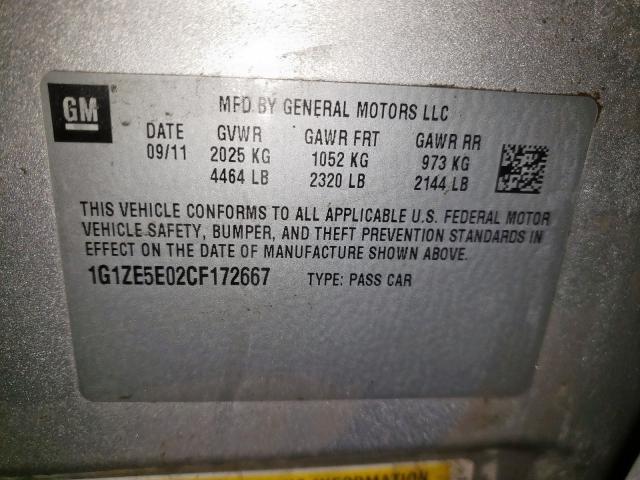 GM
MFD BY GENERAL MOTORS LLC
DATE GVWR GAWR FRT GAWR RR
09/11 2025 KG 1052 KG 973 KG
4464 LB 2320 LB 2144 LB
THIS VEHICLE CONFORMS TO ALL APPLICABLE U.S. FEDERAL MOTOR
VEHICLE SAFETY, BUMPER, AND THEFT PREVENTION STANDARDS IN
EFFECT ON THE DATE OF MANUFACTURE SHOWN ABOVE.
1G1ZE5E02CF172667 TYPE: PASS CAR
INFORMATION